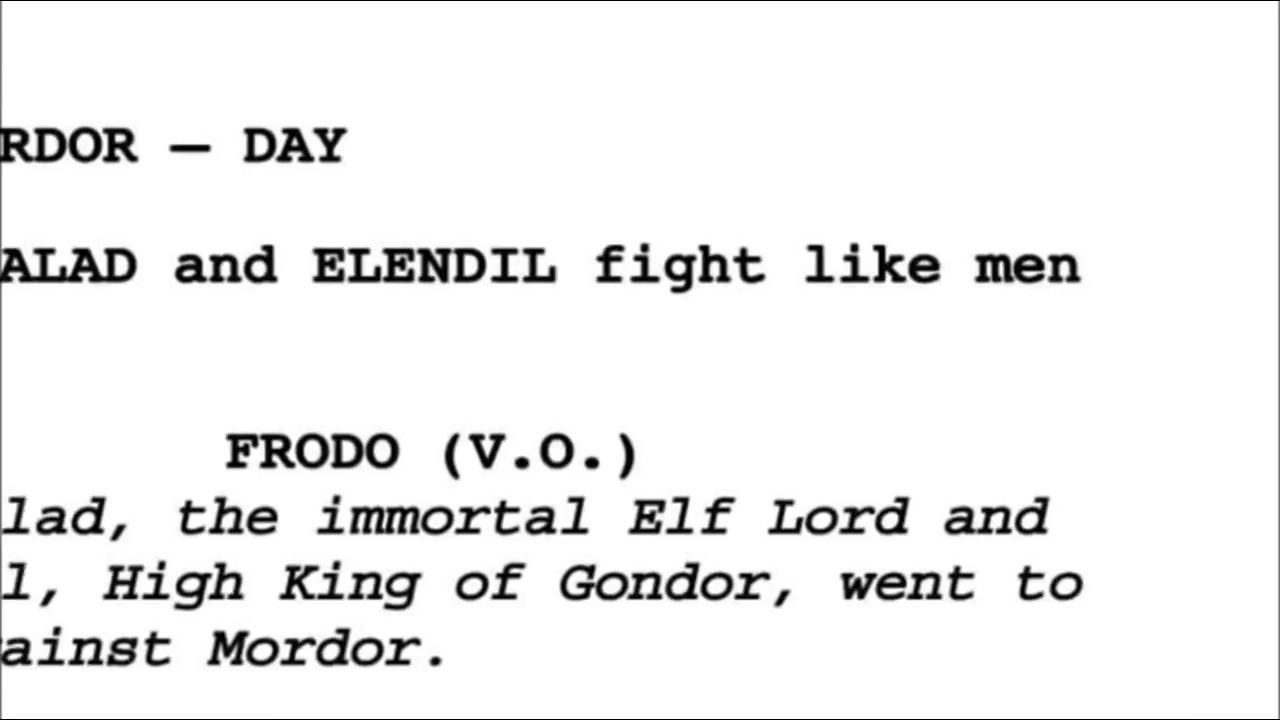 RDOR — DAY
ALAD and ELENDIL fight like men
FRODO (V.O.)
lad, the immortal Elf Lord and
l, High King of Gondor, went to
ainst Mordor.